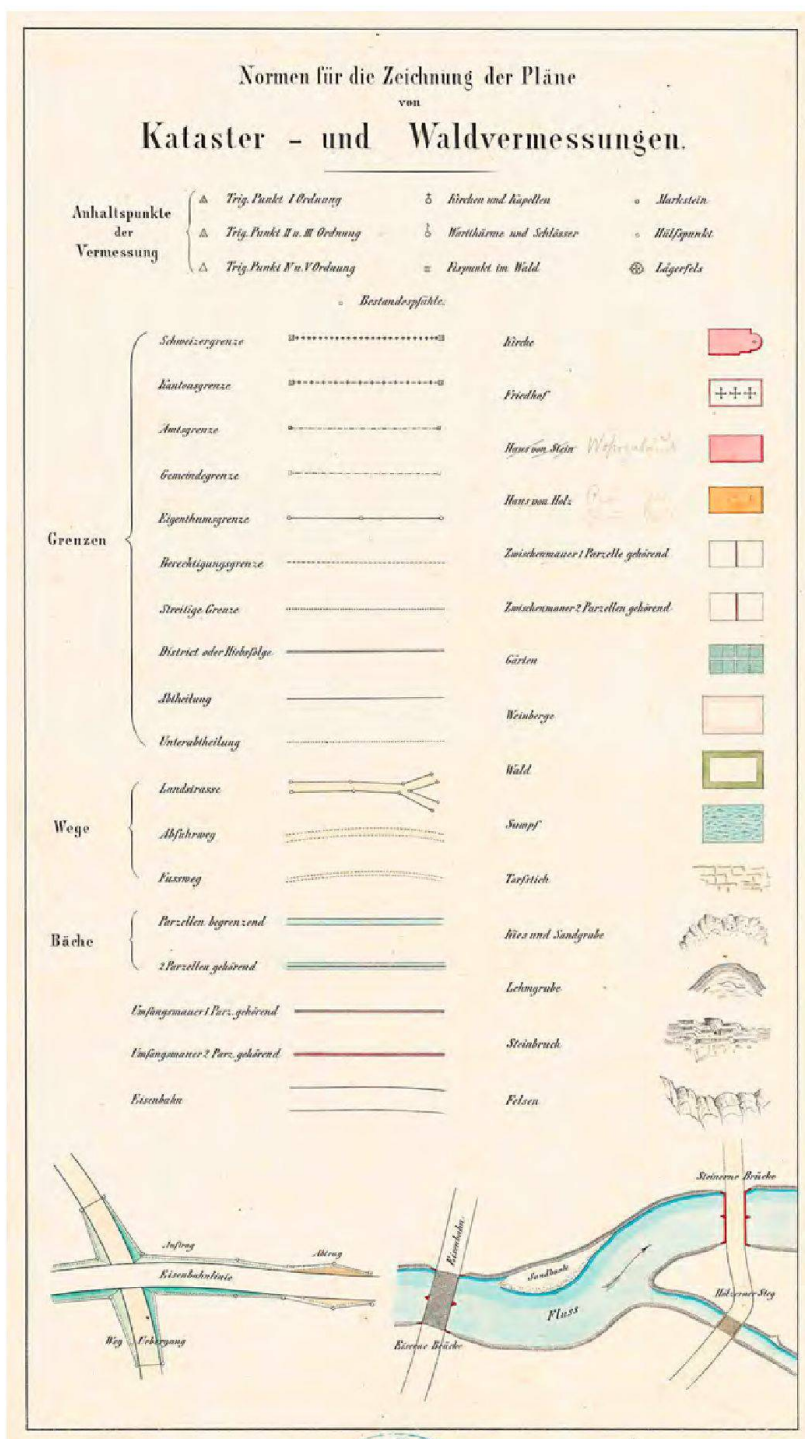 Normen für die Zeichnung der Pläne
von
Kataster – und Waldvermessungen.
Anhaltspunkte
der
Vermessung
Trig. Punkt I Ordnung
Trig. Punkt II u. III Ordnung
Trig. Punkt IV u. V Ordnung
Kirchen und Kapellen
Wartthürme und Schlösser
Fixpunkt im Wald
Markstein
Hülfspunkt
Lägerfels
Bestandespfähle.
Grenzen
Schweizergrenze
Kantonsgrenze
Amtsgrenze
Gemeindegrenze
Eigenthumsgrenze
Berechtigungsgrenze
Streitige Grenze
District oder Hiebsfolge
Abtheilung
Unterabtheilung
Wege
Landstrasse
Abfuhrweg
Fussweg
Bäche
Parzellen begrenzend
2 Parzellen gehörend
Umfangsmauer 1 Parz. gehörend
Umfangsmauer 2 Parz. gehörend
Eisenbahn
Kirche
Friedhof
Haus von Stein
Haus von Holz
Zwischenmauer 1 Parzelle gehörend
Zwischenmauer 2 Parzellen gehörend
Gärten
Weinberge
Wald
Sumpf
Torfstich
Kies und Sandgrube
Lehmgrube
Steinbruch
Felsen
Auftrag
Abtrag
Eisenbahnlinie
Weg Uebergang
Eisenbahn.
Sandbank
Fluss
Eiserne Brücke
Steinerne Brücke
Hölzerner Steg